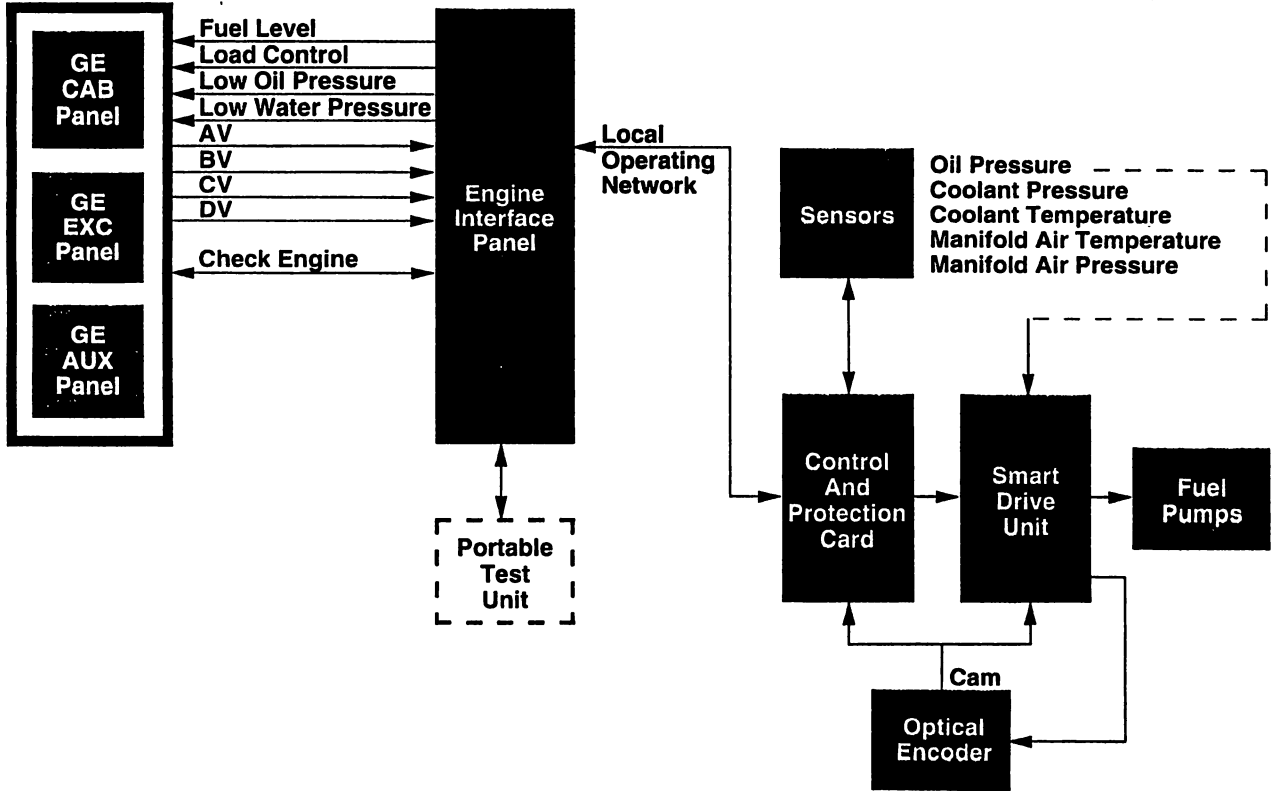 GE
CAB
Panel
GE
EXC
Panel
GE
AUX
Panel
Fuel Level
Load Control
Low Oil Pressure
Low Water Pressure
AV
BV
CV
DV
Check Engine
Engine
Interface
Panel
Portable
Test
Unit
Local
Operating
Network
Sensors
Oil Pressure
Coolant Pressure
Coolant Temperature
Manifold Air Temperature
Manifold Air Pressure
Control
And
Protection
Card
Smart
Drive
Unit
Fuel
Pumps
Cam
Optical
Encoder